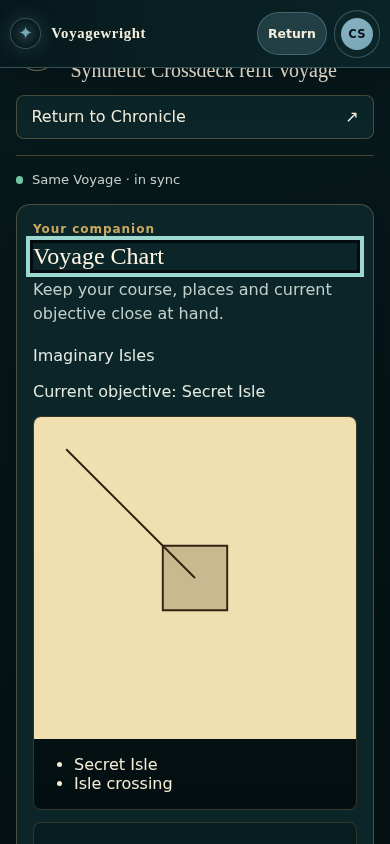 Voyagewright
Return
CS
Synthetic Crossdeck refit Voyage
Return to Chronicle ↗
Same Voyage · in sync
Your companion
Voyage Chart
Keep your course, places and current
objective close at hand.
Imaginary Isles
Current objective: Secret Isle
• Secret Isle
• Isle crossing